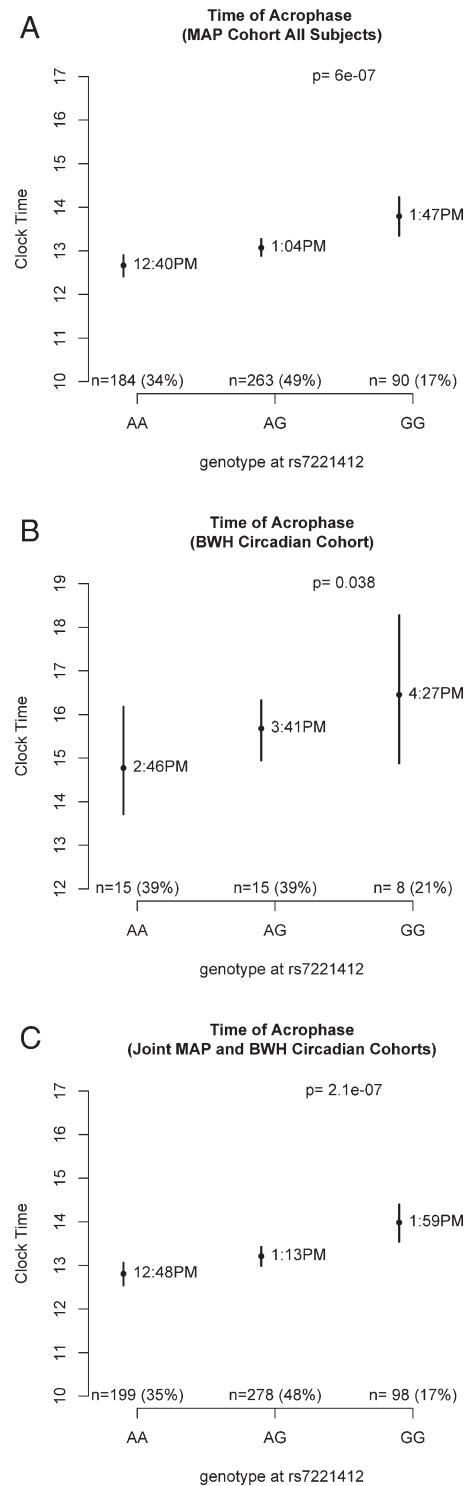 A
Time of Acrophase
(MAP Cohort All Subjects)
p= 6e-07
17
16
15
14
13
12
11
10
Clock Time
12:40PM
1:04PM
1:47PM
n=184 (34%)
n=263 (49%)
n= 90 (17%)
AA
AG
GG
genotype at rs7221412
B
Time of Acrophase
(BWH Circadian Cohort)
p= 0.038
19
18
17
16
15
14
13
12
Clock Time
2:46PM
3:41PM
4:27PM
n=15 (39%)
n=15 (39%)
n= 8 (21%)
AA
AG
GG
genotype at rs7221412
C
Time of Acrophase
(Joint MAP and BWH Circadian Cohorts)
p= 2.1e-07
17
16
15
14
13
12
11
10
Clock Time
12:48PM
1:13PM
1:59PM
n=199 (35%)
n=278 (48%)
n= 98 (17%)
AA
AG
GG
genotype at rs7221412